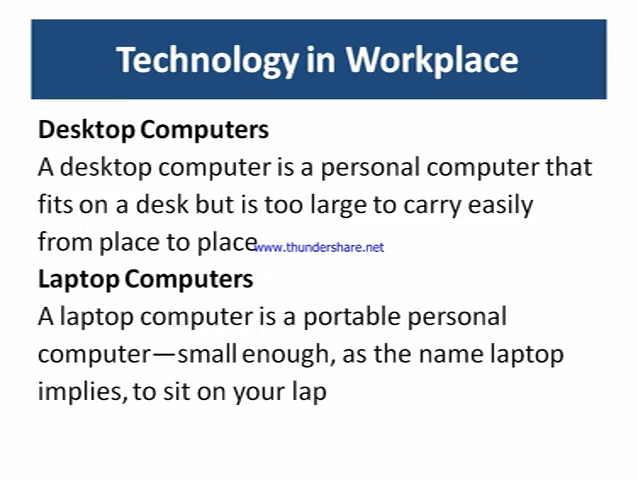 Technology in Workplace
Desktop Computers
A desktop computer is a personal computer that
fits on a desk but is too large to carry easily
from place to place
www.thundershare.net
Laptop Computers
A laptop computer is a portable personal
computer—small enough, as the name laptop
implies, to sit on your lap